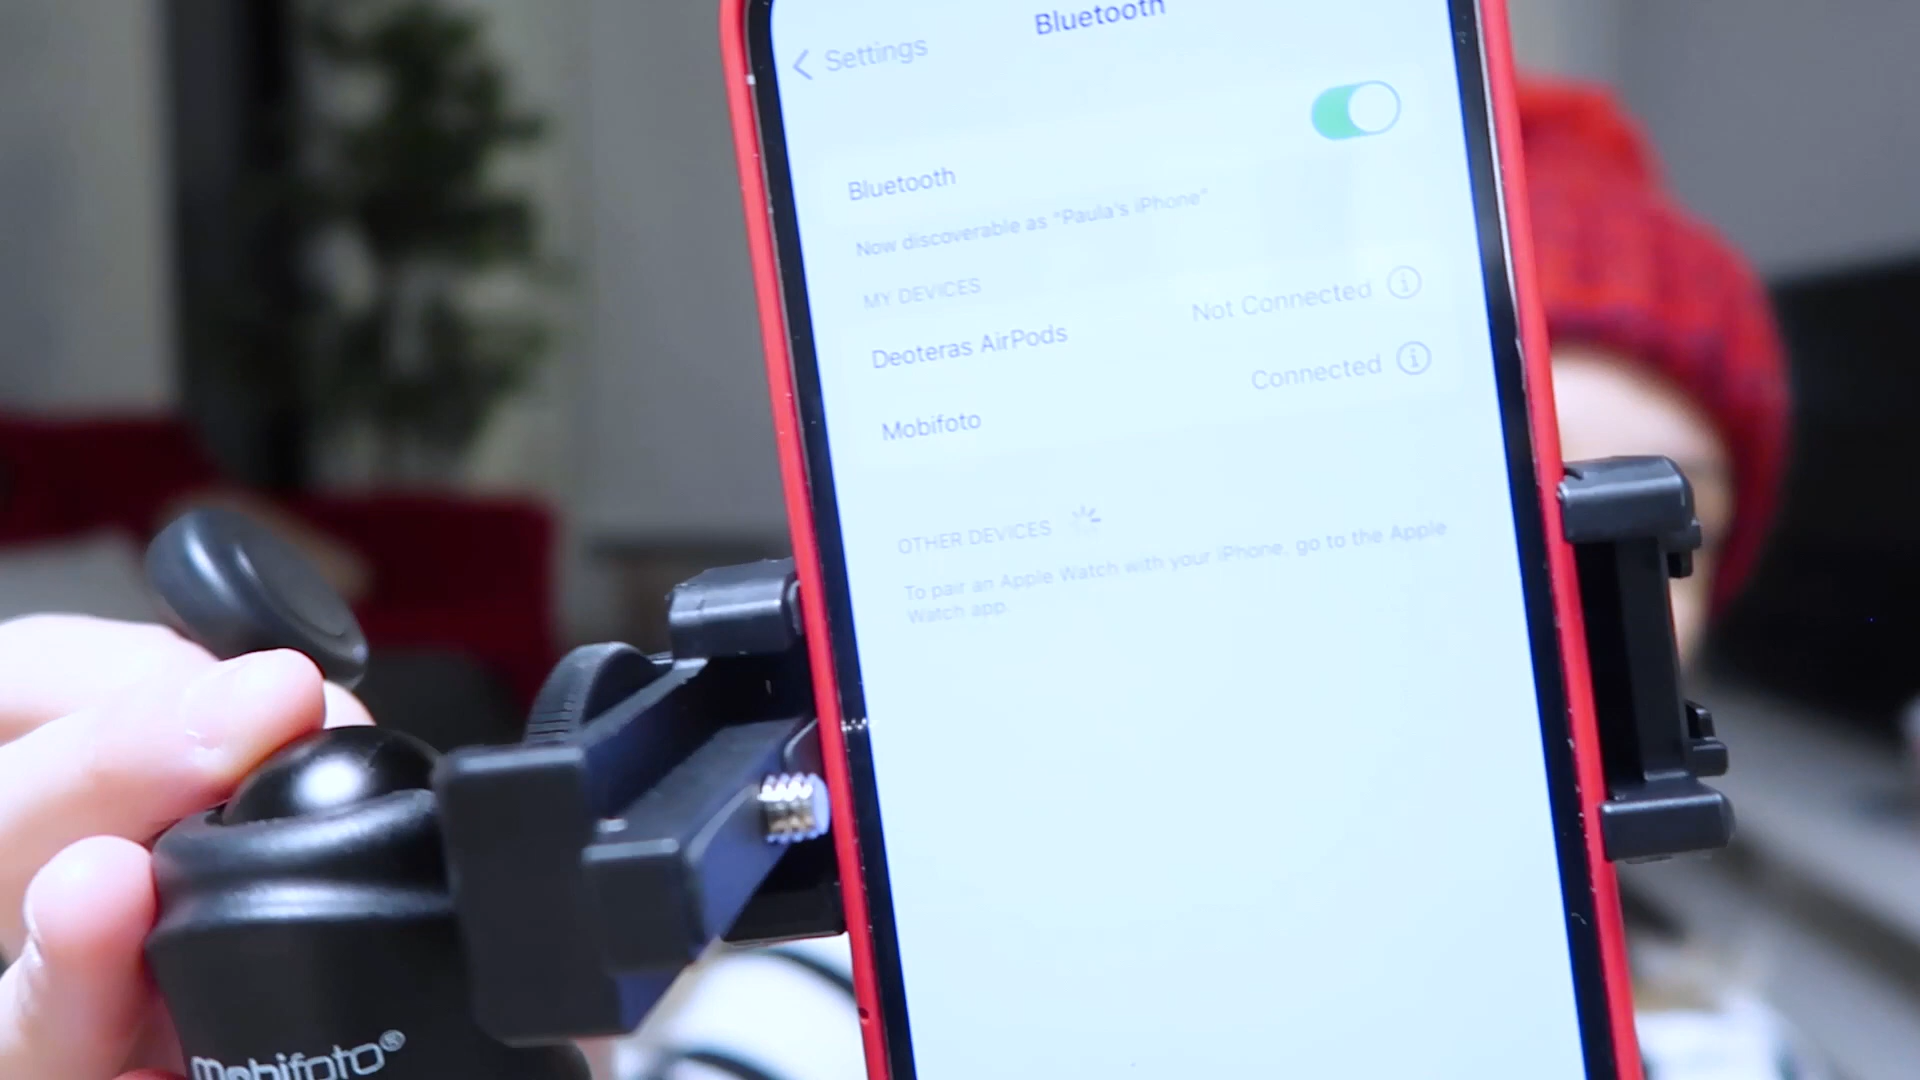 Bluetooth
Settings
Bluetooth
Now discoverable as "Paula's iPhone"
MY DEVICES
Deoteras AirPods Not Connected
Mobifoto Connected
OTHER DEVICES
To pair an Apple Watch with your iPhone, go to the Apple
Watch app.
Mobifoto®